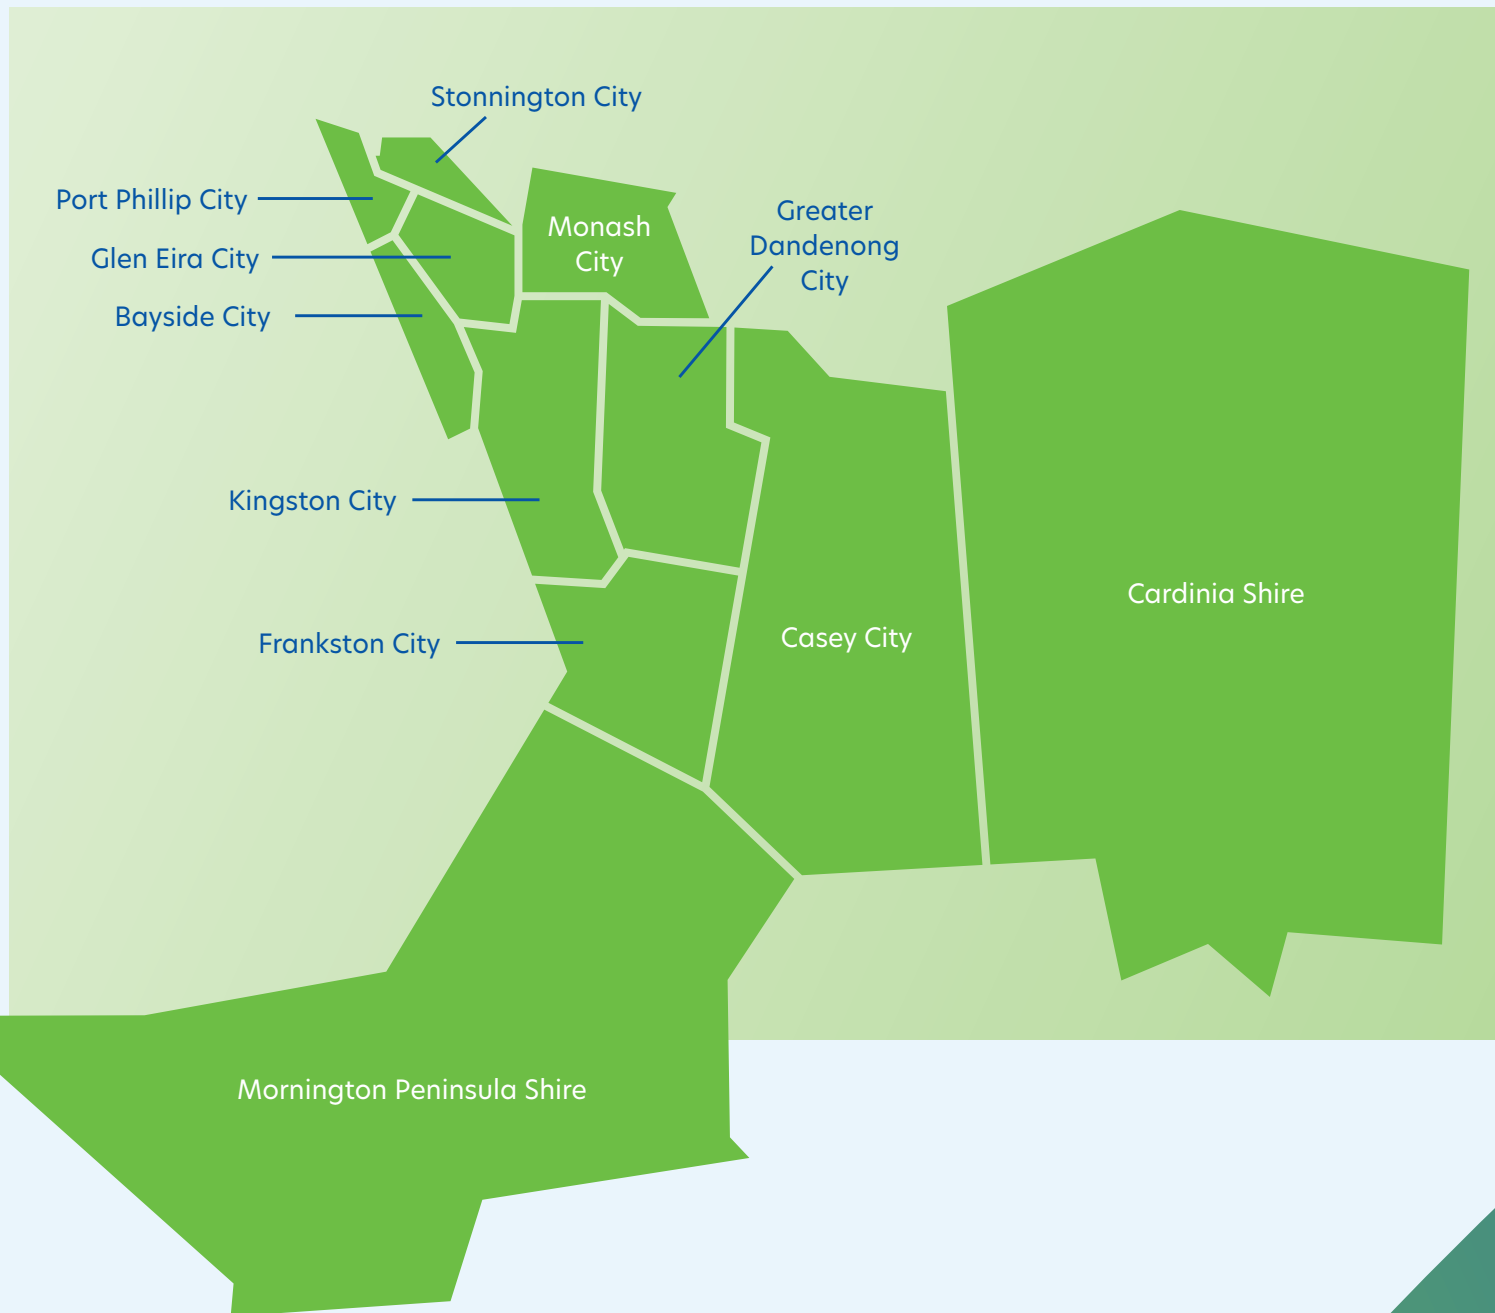 Stonnington City
Port Phillip City
Glen Eira City
Bayside City
Monash
City
Greater
Dandenong
City
Kingston City
Frankston City
Casey City
Cardinia Shire
Mornington Peninsula Shire